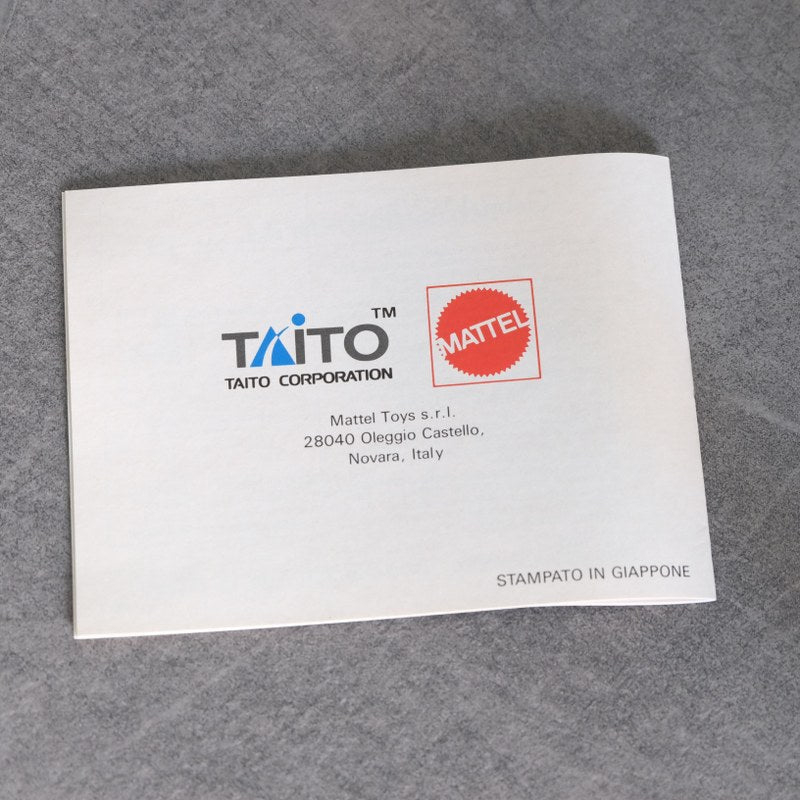 TAITO™
TAITO CORPORATION
MATTEL
Mattel Toys s.r.l.
28040 Oleggio Castello,
Novara, Italy
STAMPATO IN GIAPPONE